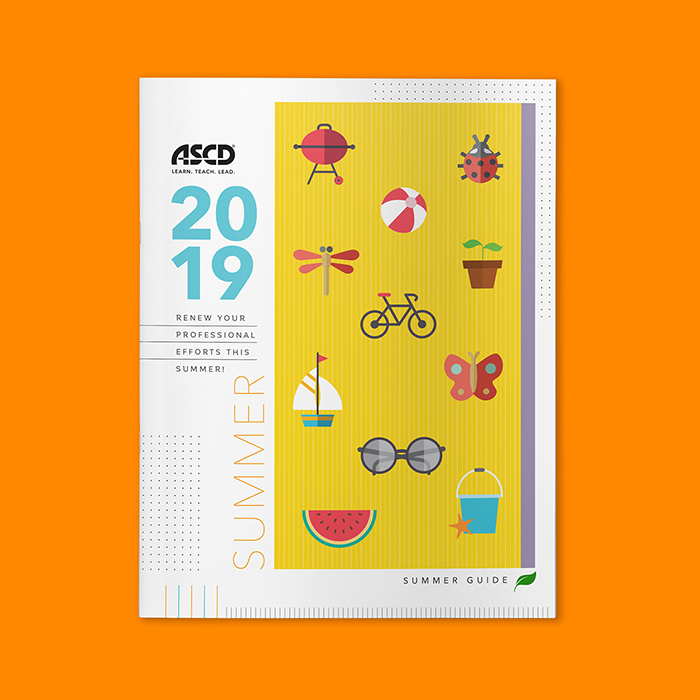 ASCD®
LEARN. TEACH. LEAD.
20
19
RENEW YOUR
PROFESSIONAL
EFFORTS THIS
SUMMER!
SUMMER
SUMMER GUIDE